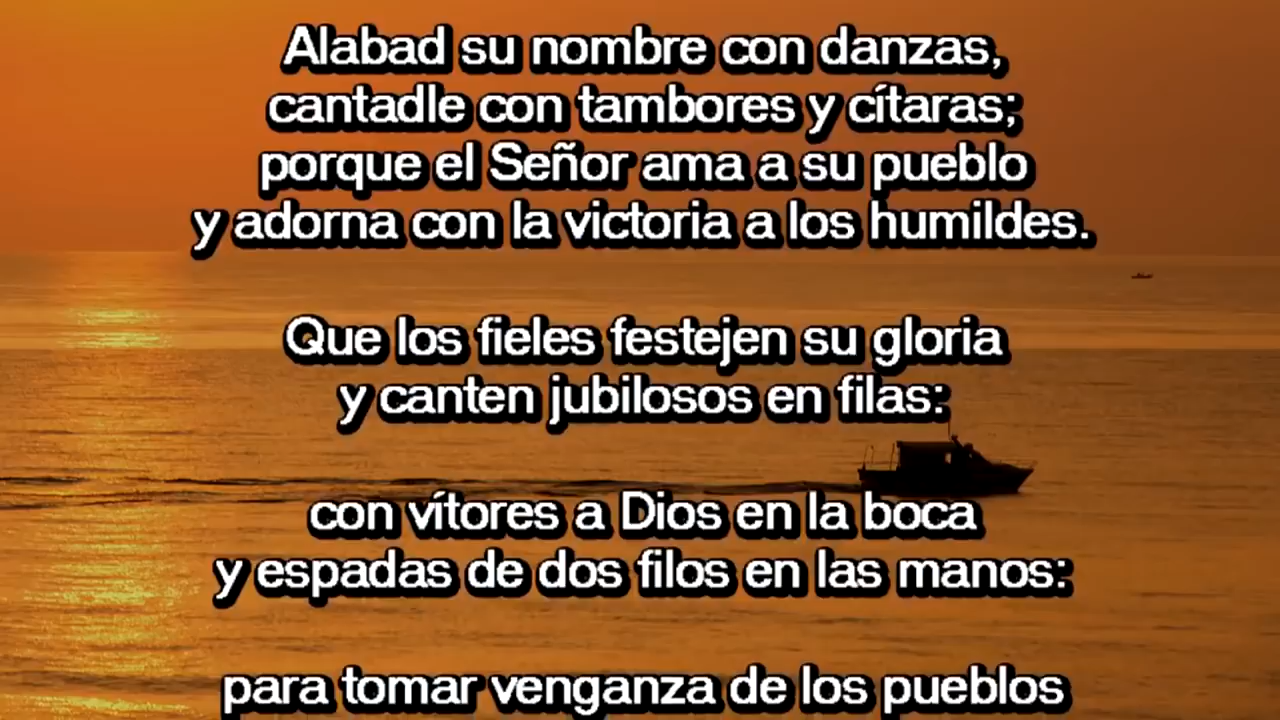 Alabad su nombre con danzas,
cantadle con tambores y cítaras;
porque el Señor ama a su pueblo
y adorna con la victoria a los humildes.
Que los fieles festejen su gloria
y canten jubilosos en filas:
con vítores a Dios en la boca
y espadas de dos filos en las manos:
para tomar venganza de los pueblos